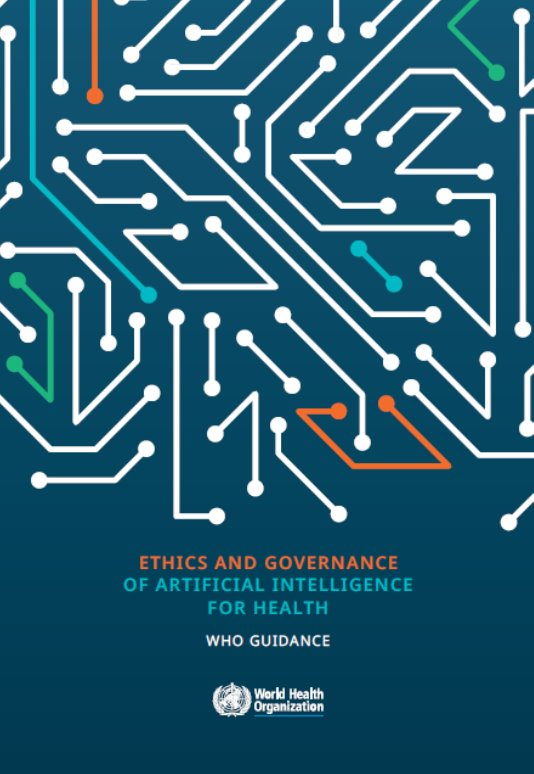 ETHICS AND GOVERNANCE
OF ARTIFICIAL INTELLIGENCE
FOR HEALTH
WHO GUIDANCE
World Health
Organization